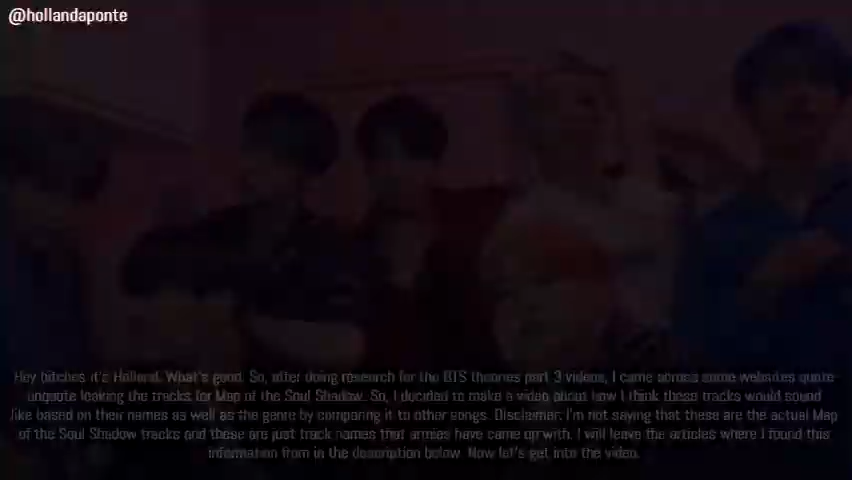 @hollandaponte
Hey bitches it's Holland. What's good. So, after doing research for the BTS theories part 3 videos, I came across some websites quote
unquote leaking the tracks for Map of the Soul Shadow. So, I decided to make a video about how I think these tracks would sound
like based on their names as well as the genre by comparing it to other songs. Disclaimer: I'm not saying that these are the actual Map
of the Soul Shadow tracks and these are just track names that armies have came up with. I will leave the articles where I found this
information from in the description below. Now let's get into the video.